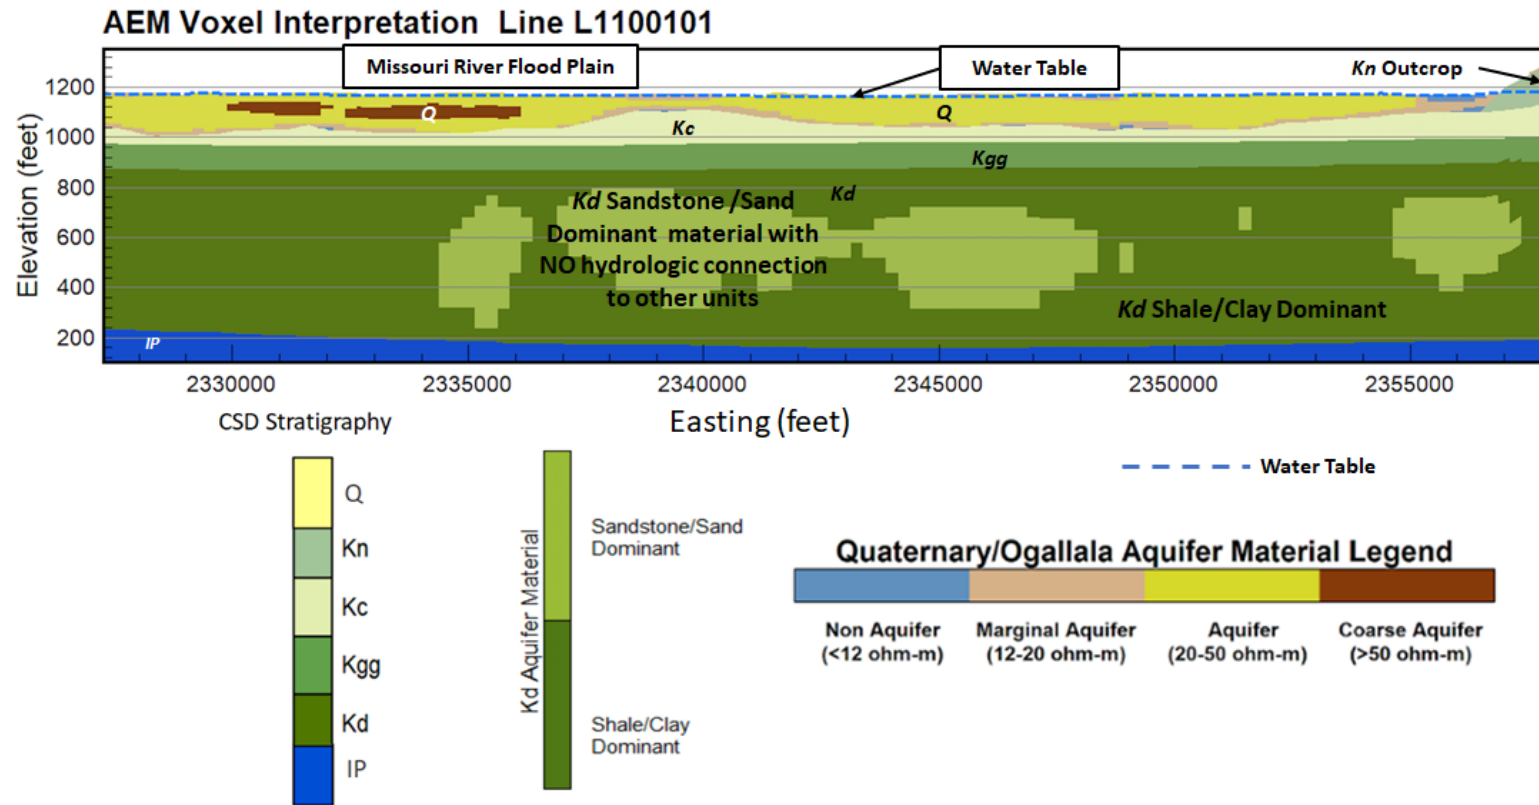 AEM Voxel Interpretation Line L1100101
Missouri River Flood Plain
Water Table
Kn Outcrop
Elevation (feet)
1200
1000
800
600
400
200
Q
Q
Kc
Kgg
Kd
Kd Sandstone /Sand
Dominant material with
NO hydrologic connection
to other units
Kd Shale/Clay Dominant
IP
2330000
2335000
2340000
2345000
2350000
2355000
Easting (feet)
CSD Stratigraphy
Q
Kn
Kc
Kgg
Kd
IP
Kd Aquifer Material
Sandstone/Sand
Dominant
Shale/Clay
Dominant
Water Table
Quaternary/Ogallala Aquifer Material Legend
Non Aquifer
(<12 ohm-m)
Marginal Aquifer
(12-20 ohm-m)
Aquifer
(20-50 ohm-m)
Coarse Aquifer
(>50 ohm-m)